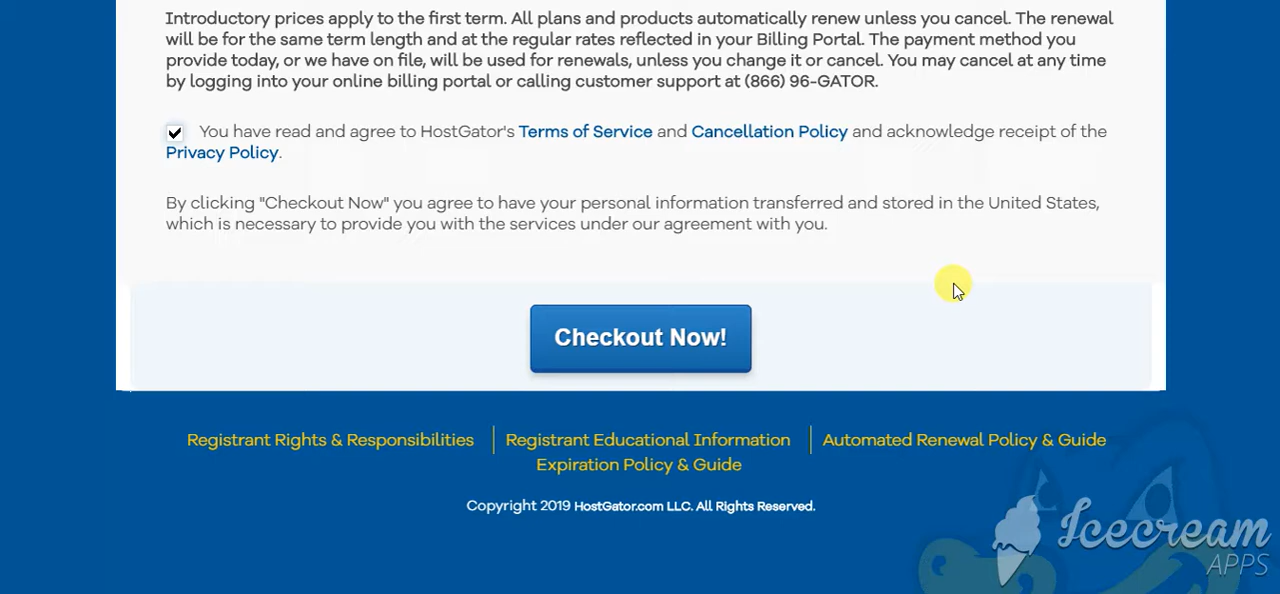 Introductory prices apply to the first term. All plans and products automatically renew unless you cancel. The renewal
will be for the same term length and at the regular rates reflected in your Billing Portal. The payment method you
provide today, or we have on file, will be used for renewals, unless you change it or cancel. You may cancel at any time
by logging into your online billing portal or calling customer support at (866) 96-GATOR.
You have read and agree to HostGator's Terms of Service and Cancellation Policy and acknowledge receipt of the
Privacy Policy.
By clicking "Checkout Now" you agree to have your personal information transferred and stored in the United States,
which is necessary to provide you with the services under our agreement with you.
Checkout Now!
Registrant Rights & Responsibilities Registrant Educational Information Automated Renewal Policy & Guide
Expiration Policy & Guide
Copyright 2019 HostGator.com LLC. All Rights Reserved.
Icecream
APPS